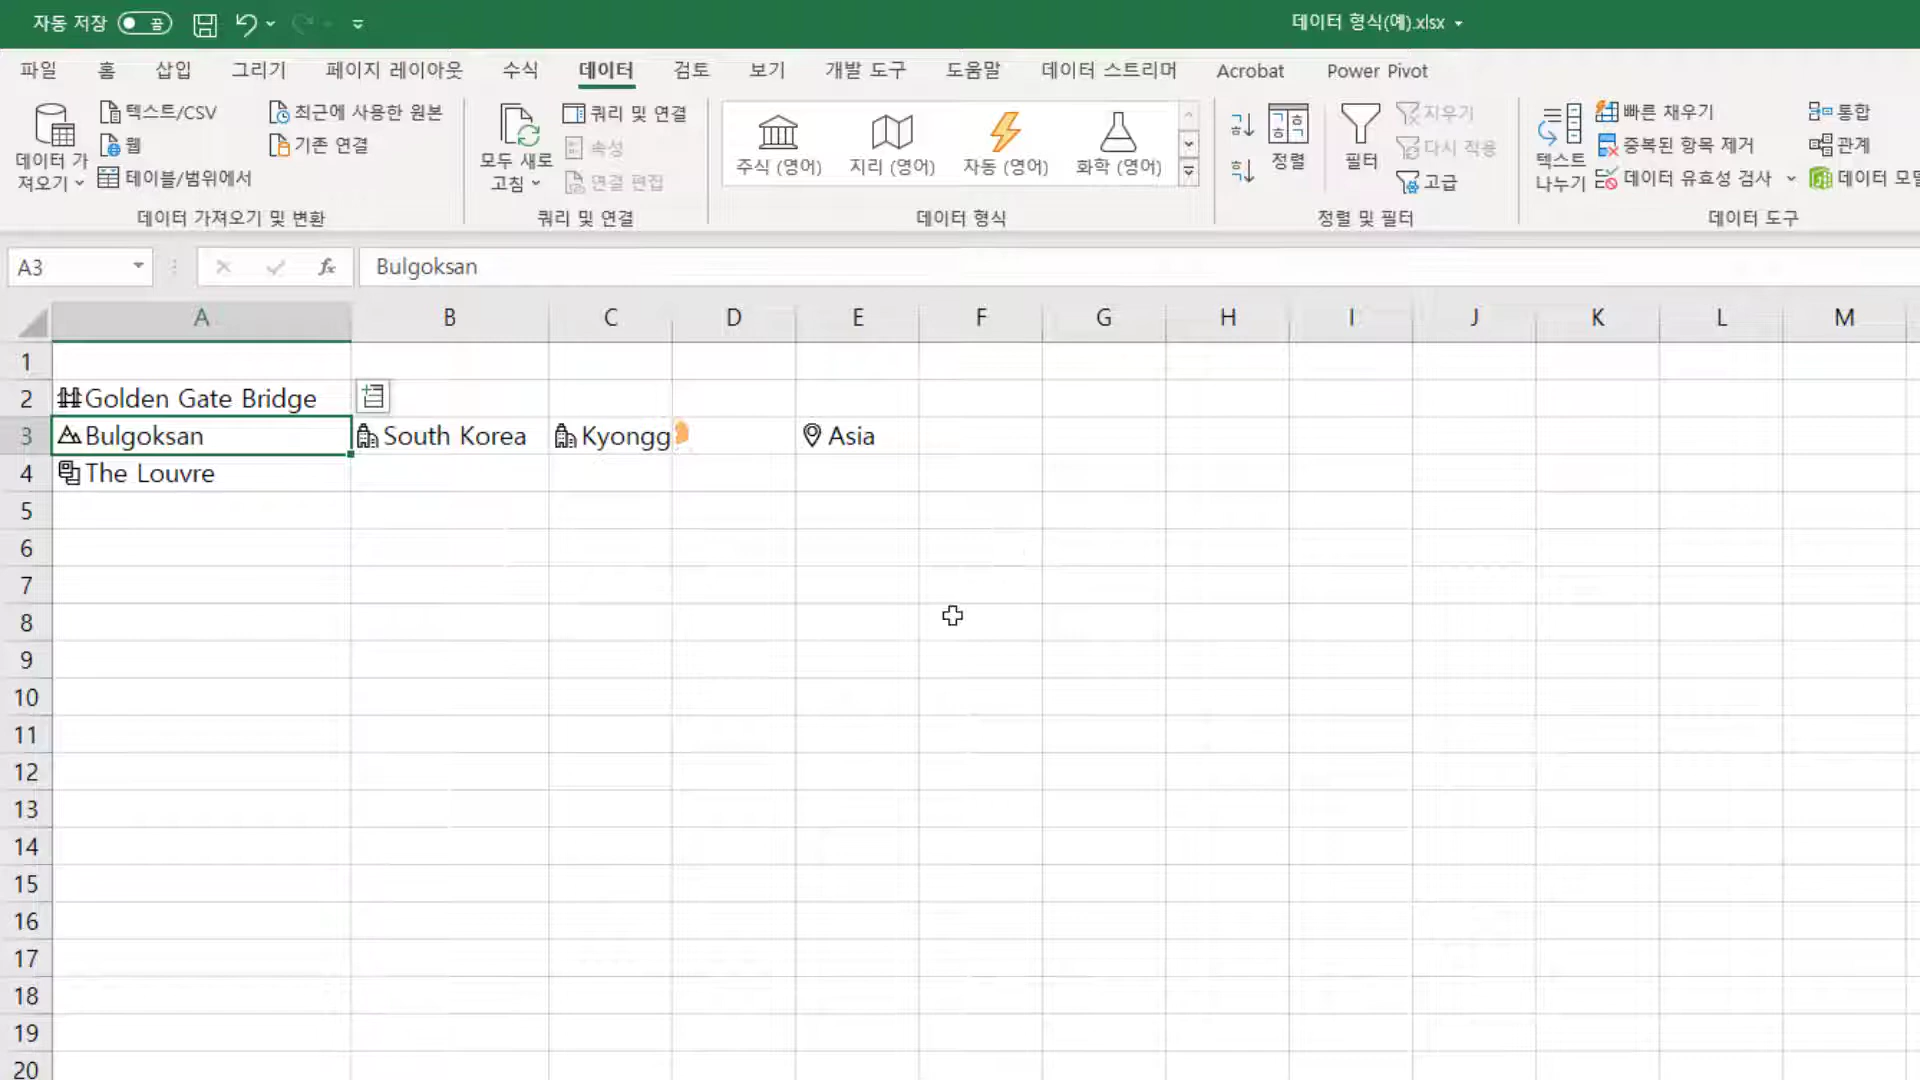 자동 저장 끔 데이터 형식(예).xlsx
파일 홈 삽입 그리기 페이지 레이아웃 수식 데이터 검토 보기 개발 도구 도움말 데이터 스트리머 Acrobat Power Pivot
데이터 가져오기
텍스트/CSV
웹
테이블/범위에서
최근에 사용한 원본
기존 연결
데이터 가져오기 및 변환
모두 새로 고침
쿼리 및 연결
속성
연결 편집
쿼리 및 연결
주식 (영어) 지리 (영어) 자동 (영어) 화학 (영어)
데이터 형식
정렬
필터
지우기
다시 적용
고급
정렬 및 필터
텍스트 나누기
빠른 채우기
중복된 항목 제거
데이터 유효성 검사
통합
관계
데이터 모
데이터 도구
A3 fx Bulgoksan
A B C D E F G H I J K L M
1
2 Golden Gate Bridge
3 Bulgoksan South Korea Kyongg Asia
4 The Louvre
5
6
7
8
9
10
11
12
13
14
15
16
17
18
19
20